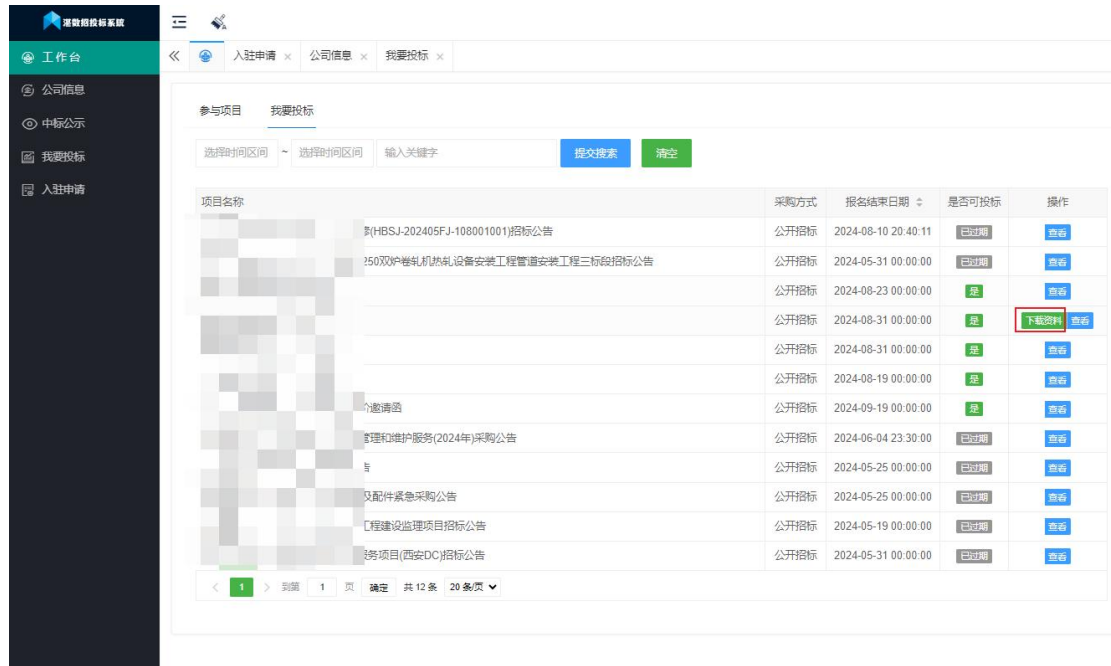 湛数招投标系统
工作台
公司信息
中标公示
我要投标
入驻申请
入驻申请 × 公司信息 × 我要投标 ×
参与项目 我要投标
选择时间区间 ~ 选择时间区间 输入关键字 提交搜索 清空
项目名称 采购方式 报名结束日期 是否可投标 操作
(HBSJ-202405FJ-108001001)招标公告 公开招标 2024-08-10 20:40:11 已过期 查看
250双炉卷轧机热轧设备安装工程管道安装工程三标段招标公告 公开招标 2024-05-31 00:00:00 已过期 查看
公开招标 2024-08-23 00:00:00 是 查看
公开招标 2024-08-31 00:00:00 是 下载资料 查看
公开招标 2024-08-31 00:00:00 是 查看
公开招标 2024-08-19 00:00:00 是 查看
邀请函 公开招标 2024-09-19 00:00:00 是 查看
管理和维护服务(2024年)采购公告 公开招标 2024-06-04 23:30:00 已过期 查看
告 公开招标 2024-05-25 00:00:00 已过期 查看
及配件紧急采购公告 公开招标 2024-05-25 00:00:00 已过期 查看
工程建设监理项目招标公告 公开招标 2024-05-19 00:00:00 已过期 查看
服务项目(西安DC)招标公告 公开招标 2024-05-31 00:00:00 已过期 查看
< 1 > 到第 1 页 确定 共 12 条 20 条/页